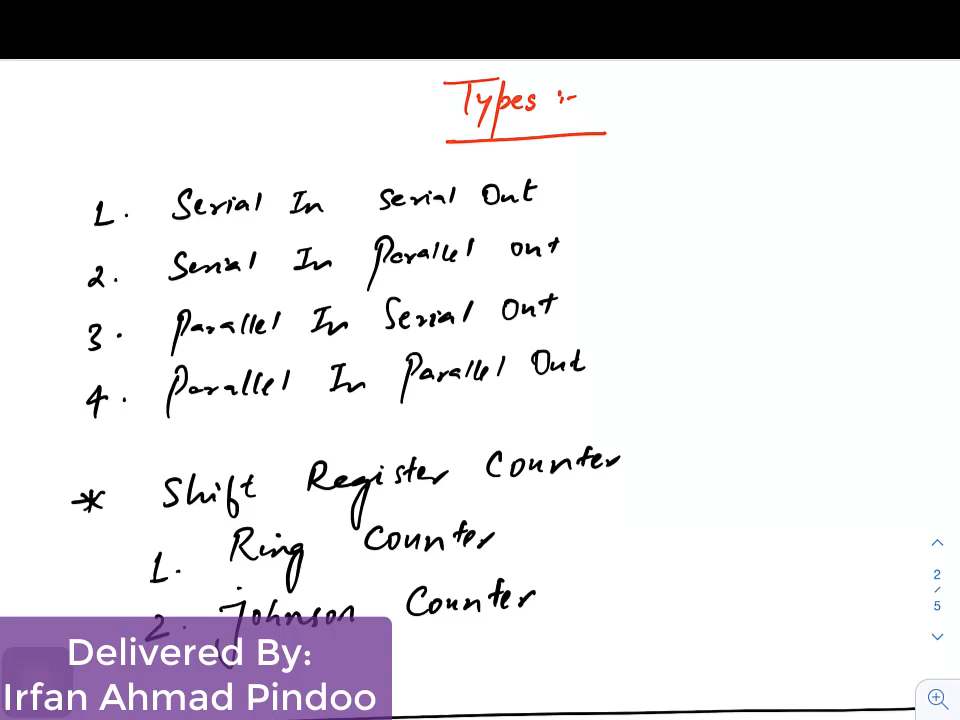 Types :-
1. Serial In Serial Out
2. Serial In Parallel Out
3. Parallel In Serial Out
4. Parallel In Parallel Out
* Shift Register Counter
1. Ring Counter
2. Johnson Counter
2
5
Delivered By:
Irfan Ahmad Pindoo